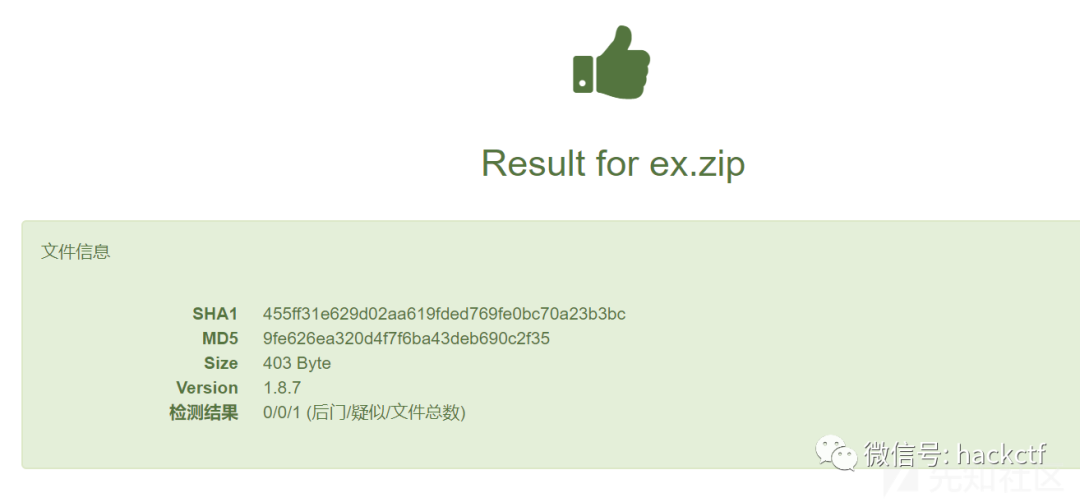 Result for ex.zip
文件信息
SHA1 455ff31e629d02aa619fded769fe0bc70a23b3bc
MD5 9fe626ea320d4f7f6ba43deb690c2f35
Size 403 Byte
Version 1.8.7
检测结果 0/0/1 (后门/疑似/文件总数)
微信号: hackctf
先知社区